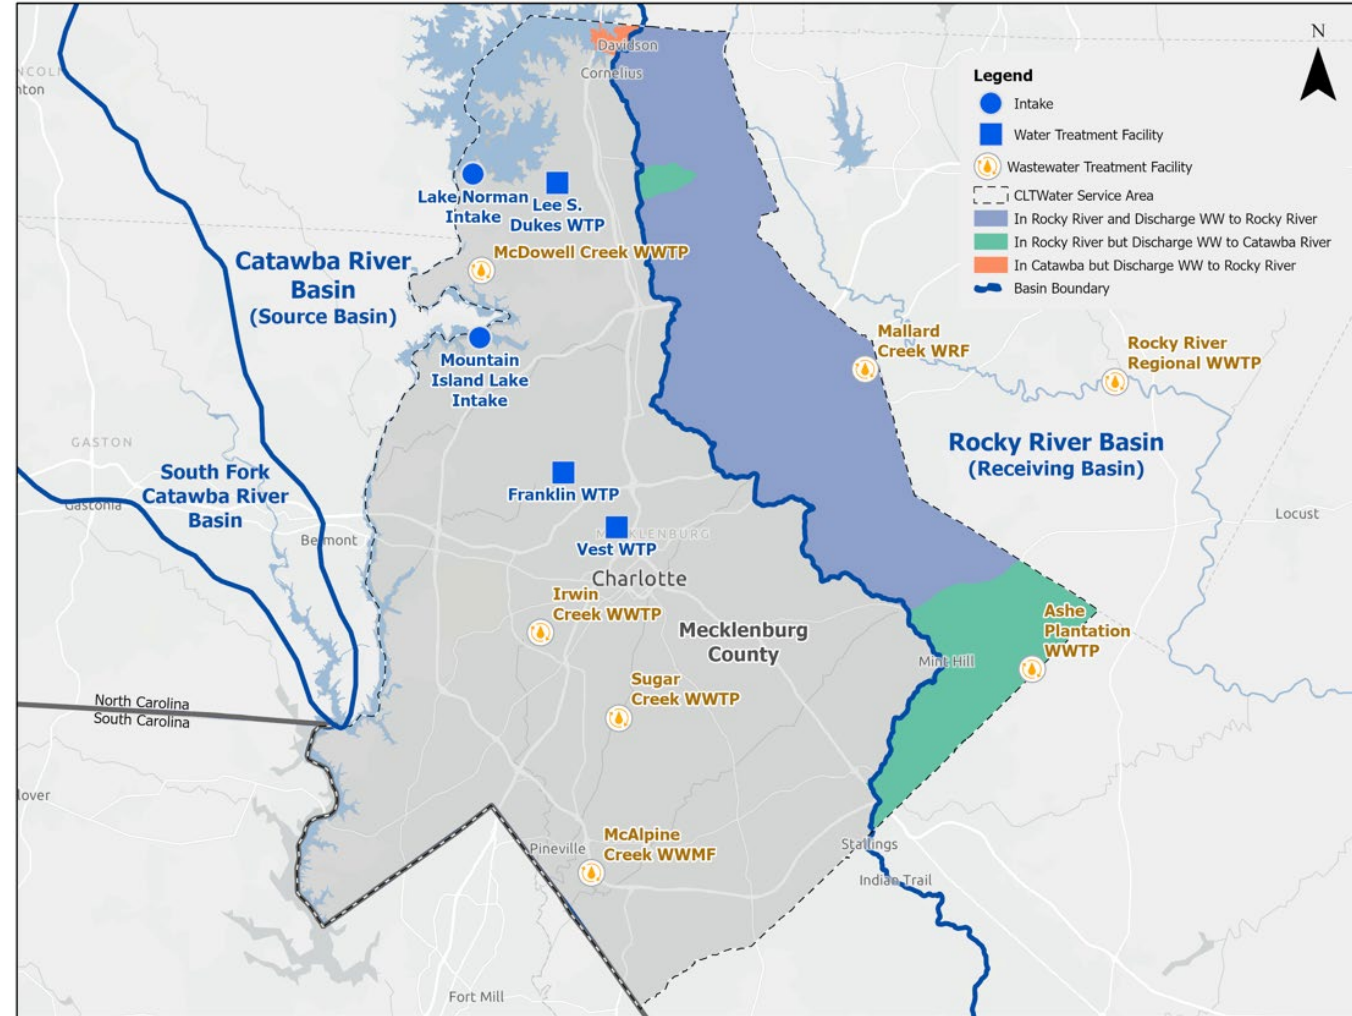 Davidson
Cornelius
N
Legend
Intake
Water Treatment Facility
Wastewater Treatment Facility
CLTWater Service Area
In Rocky River and Discharge WW to Rocky River
In Rocky River but Discharge WW to Catawba River
In Catawba but Discharge WW to Rocky River
Basin Boundary
Lake Norman
Intake
Lee S.
Dukes WTP
McDowell Creek WWTP
Catawba River
Basin
(Source Basin)
Mountain
Island Lake
Intake
Mallard
Creek WRF
Rocky River
Regional WWTP
Rocky River Basin
(Receiving Basin)
GASTON
South Fork
Catawba River
Basin
Gastonia
Belmont
Franklin WTP
Vest WTP
Locust
Charlotte
Irwin
Creek WWTP
Mecklenburg
County
Ashe
Plantation
WWTP
Mint Hill
Sugar
Creek WWTP
North Carolina
South Carolina
lover
McAlpine
Creek WWMF
Pineville
Stallings
Indian Trail
Fort Mill